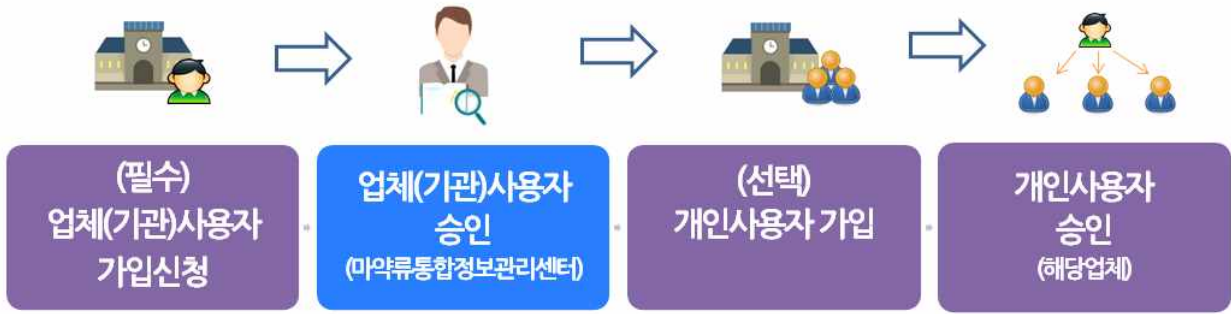 (필수)
업체(기관)사용자
가입신청
업체(기관)사용자
승인
(마약류통합정보관리센터)
(선택)
개인사용자 가입
개인사용자
승인
(해당업체)